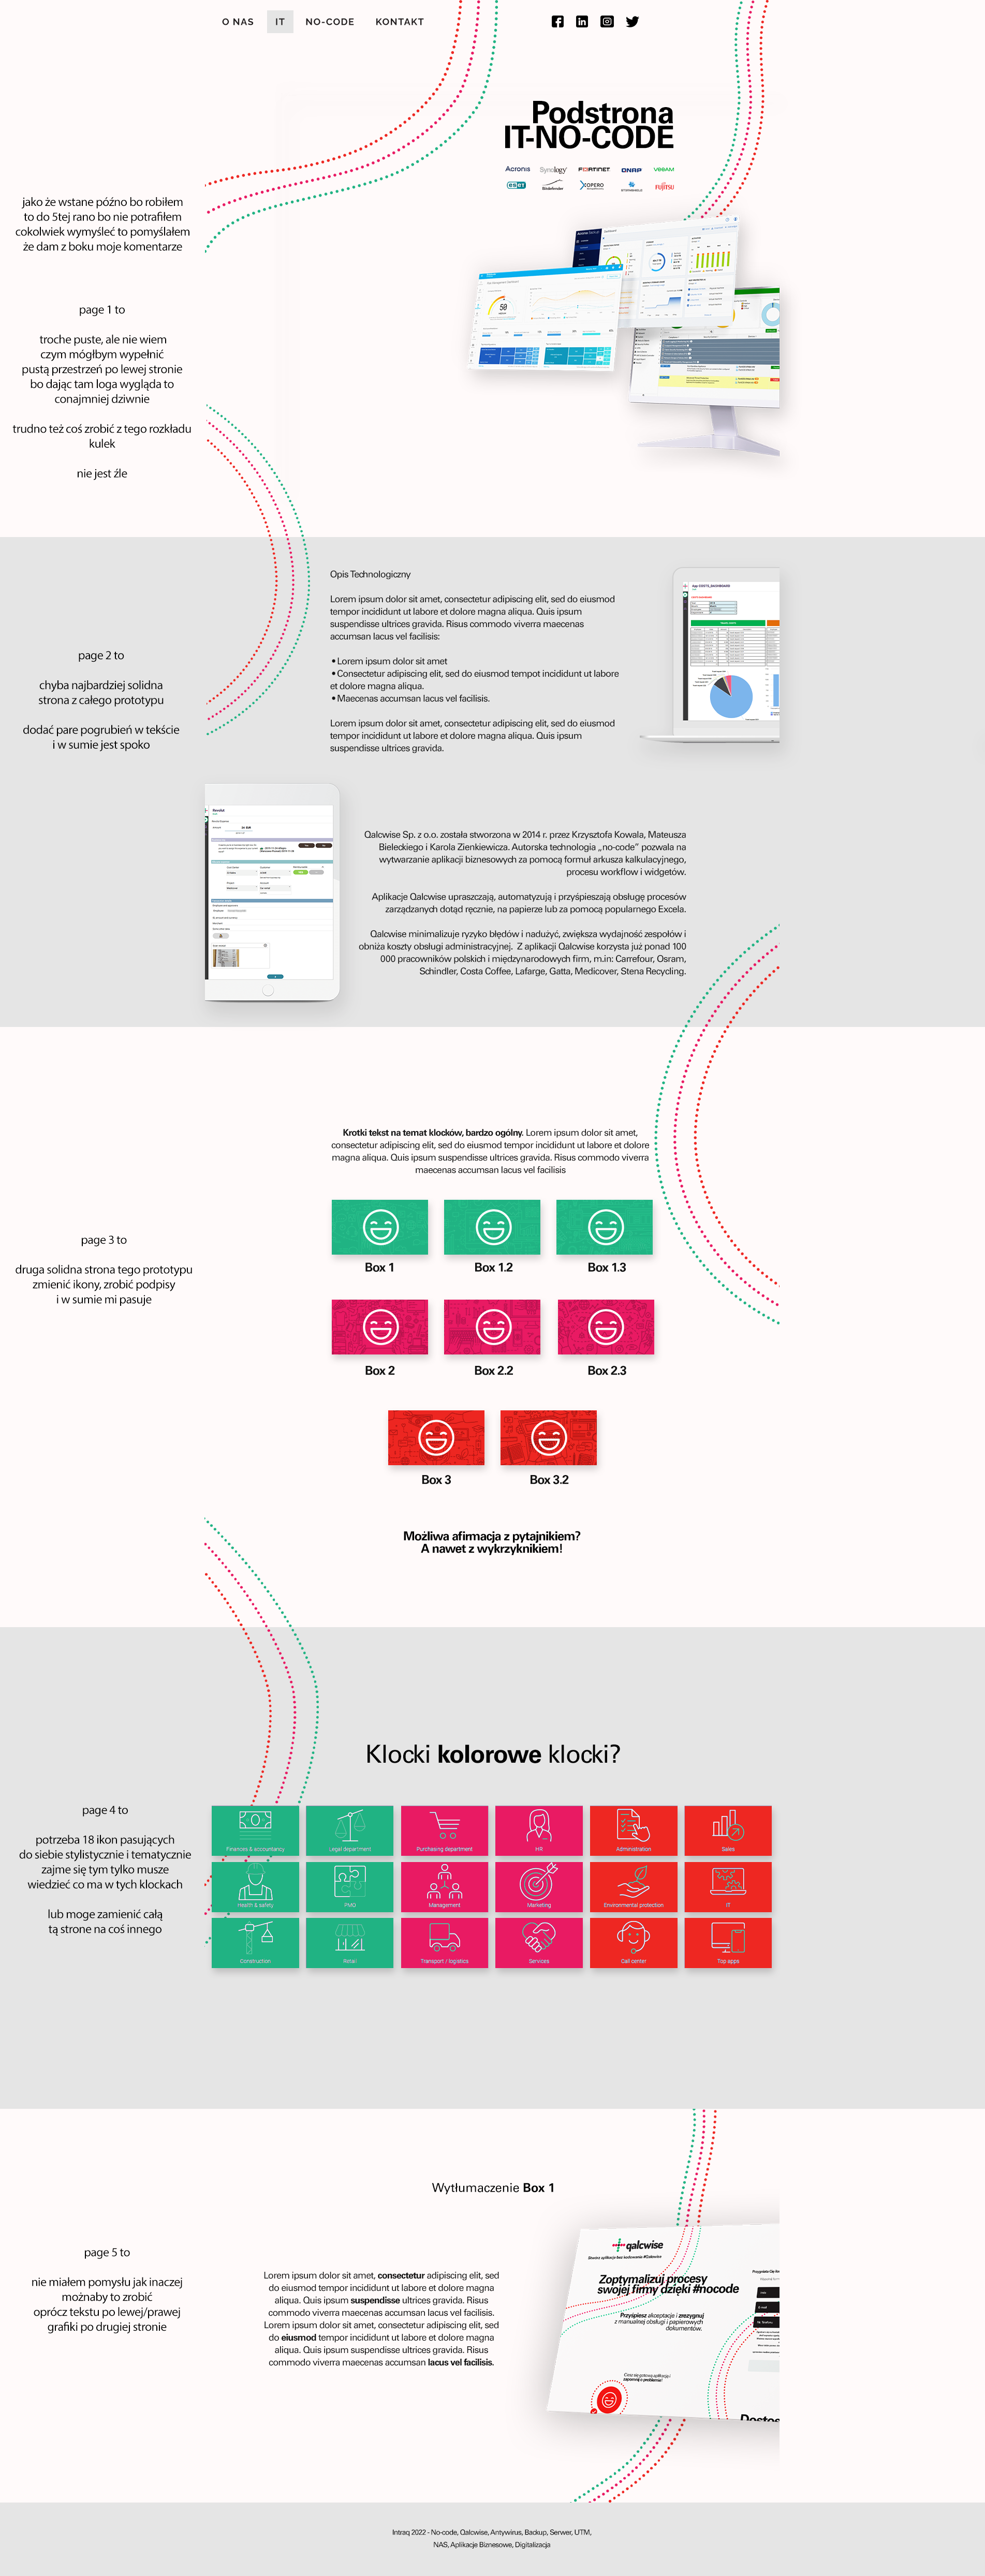 O NAS
IT
NO-CODE
KONTAKT
Podstrona
IT-NO-CODE
Acronis
Synology
FORTINET
QNAP
veeam
eset
Bitdefender
XOPERO
STORMSHIELD
FUJITSU
jako że wstane późno bo robiłem
to do 5tej rano bo nie potrafiłem
cokolwiek wymyśleć to pomyślałem
że dam z boku moje komentarze
page 1 to
troche puste, ale nie wiem
czym mógłbym wypełnić
pustą przestrzeń po lewej stronie
bo dając tam loga wygląda to
conajmniej dziwnie
trudno też coś zrobić z tego rozkładu
kulek
nie jest źle
50
Opis Technologiczny
Lorem ipsum dolor sit amet, consectetur adipiscing elit, sed do eiusmod
tempor incididunt ut labore et dolore magna aliqua. Quis ipsum
suspendisse ultrices gravida. Risus commodo viverra maecenas
accumsan lacus vel facilisis:
• Lorem ipsum dolor sit amet
• Consectetur adipiscing elit, sed do eiusmod tempot incididunt ut labore
et dolore magna aliqua.
• Maecenas accumsan lacus vel facilisis.
Lorem ipsum dolor sit amet, consectetur adipiscing elit, sed do eiusmod
tempor incididunt ut labore et dolore magna aliqua. Quis ipsum
suspendisse ultrices gravida.
page 2 to
chyba najbardziej solidna
strona z całego prototypu
dodać pare pogrubień w tekście
i w sumie jest spoko
Qalcwise Sp. z o.o. została stworzona w 2014 r. przez Krzysztofa Kowala, Mateusza
Bieleckiego i Karola Zienkiewicza. Autorska technologia „no-code” pozwala na
wytwarzanie aplikacji biznesowych za pomocą formuł arkusza kalkulacyjnego,
procesu workflow i widgetów.
Aplikacje Qalcwise upraszczają, automatyzują i przyśpieszają obsługę procesów
zarządzanych dotąd ręcznie, na papierze lub za pomocą popularnego Excela.
Qalcwise minimalizuje ryzyko błędów i nadużyć, zwiększa wydajność zespołów i
obniża koszty obsługi administracyjnej. Z aplikacji Qalcwise korzysta już ponad 100
000 pracowników polskich i międzynarodowych firm, m.in: Carrefour, Osram,
Schindler, Costa Coffee, Lafarge, Gatta, Medicover, Stena Recycling.
Krotki tekst na temat klocków, bardzo ogólny. Lorem ipsum dolor sit amet,
consectetur adipiscing elit, sed do eiusmod tempor incididunt ut labore et dolore
magna aliqua. Quis ipsum suspendisse ultrices gravida. Risus commodo viverra
maecenas accumsan lacus vel facilisis
page 3 to
druga solidna strona tego prototypu
zmienić ikony, zrobić podpisy
i w sumie mi pasuje
Box 1
Box 1.2
Box 1.3
Box 2
Box 2.2
Box 2.3
Box 3
Box 3.2
Możliwa afirmacja z pytajnikiem?
A nawet z wykrzyknikiem!
Klocki kolorowe klocki?
page 4 to
potrzeba 18 ikon pasujących
do siebie stylistycznie i tematycznie
zajme się tym tylko musze
wiedzieć co ma w tych klockach
lub moge zamienić całą
tą strone na coś innego
Finances & accountancy
Legal department
Purchasing department
HR
Administration
Sales
Health & safety
PMO
Management
Marketing
Environmental protection
IT
Construction
Retail
Transport / logistics
Services
Call center
Top apps
Wytłumaczenie Box 1
page 5 to
nie miałem pomysłu jak inaczej
możnaby to zrobić
oprócz tekstu po lewej/prawej
grafiki po drugiej stronie
Lorem ipsum dolor sit amet, consectetur adipiscing elit, sed
do eiusmod tempor incididunt ut labore et dolore magna
aliqua. Quis ipsum suspendisse ultrices gravida. Risus
commodo viverra maecenas accumsan lacus vel facilisis.
Lorem ipsum dolor sit amet, consectetur adipiscing elit, sed
do eiusmod tempor incididunt ut labore et dolore magna
aliqua. Quis ipsum suspendisse ultrices gravida. Risus
commodo viverra maecenas accumsan lacus vel facilisis.
qalcwise
Stwórz aplikacje bez kodowania #Qalcwise
Zoptymalizuj procesy
swojej firmy dzięki #nocode
Przyśpiesz akceptacje i zrezygnuj
z manualnej obsługi i papierowych
dokumentów.
Ciesz się gotową aplikacją i
zapomnij o problemie!
Dostos
Intraq 2022 - No-code, Qalcwise, Antywirus, Backup, Serwer, UTM,
NAS, Aplikacje Biznesowe, Digitalizacja